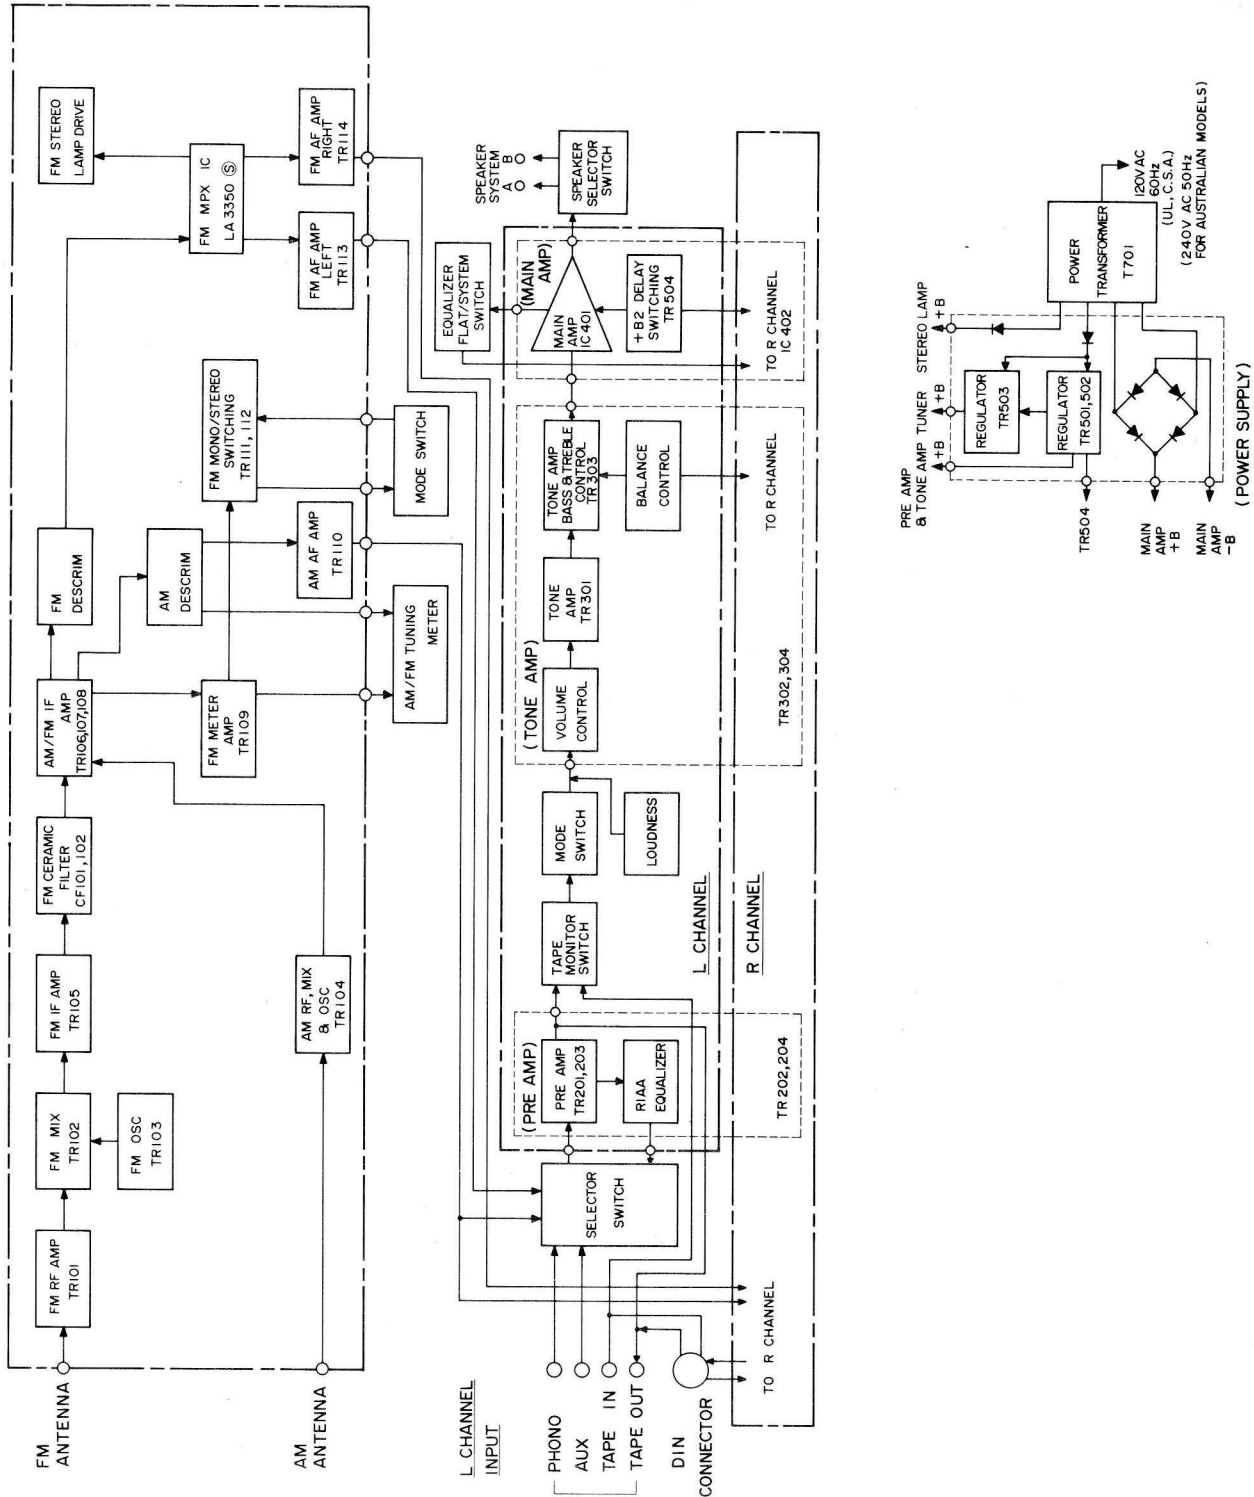 FM
ANTENNA
FM RF AMP
TR101
FM MIX
TR102
FM OSC
TR103
FM IF AMP
TR105
FM CERAMIC
FILTER
CF101,102
AM/FM IF
AMP
TR106,107,108
FM
DESCRIM
AM
DESCRIM
FM STEREO
LAMP DRIVE
FM MPX IC
LA 3350 Ⓢ
FM AF AMP
LEFT
TR113
FM AF AMP
RIGHT
TR114
FM METER
AMP
TR109
FM MONO/STEREO
SWITCHING
TR111, 112
AM AF AMP
TR110
AM
ANTENNA
AM RF, MIX
& OSC
TR104
AM/FM TUNING
METER
MODE SWITCH
L CHANNEL
INPUT
PHONO
AUX
TAPE IN
TAPE OUT
DIN
CONNECTOR
SELECTOR
SWITCH
(PRE AMP)
PRE AMP
TR201,203
RIAA
EQUALIZER
TR202,204
TAPE
MONITOR
SWITCH
MODE
SWITCH
LOUDNESS
(TONE AMP)
VOLUME
CONTROL
TONE
AMP
TR301
TONE AMP
BASS & TREBLE
CONTROL
TR303
BALANCE
CONTROL
TO R CHANNEL
TR302,304
EQUALIZER
FLAT/SYSTEM
SWITCH
(MAIN
AMP)
MAIN
AMP
IC401
+B2 DELAY
SWITCHING
TR504
TO R CHANNEL
IC 402
SPEAKER
SYSTEM
A B
SPEAKER
SELECTOR
SWITCH
L CHANNEL
R CHANNEL
TO R CHANNEL
PRE AMP
& TONE AMP
+B
TUNER
+B
STEREO LAMP
+B
REGULATOR
TR503
REGULATOR
TR501,502
TR504
MAIN
AMP
+B
MAIN
AMP
-B
POWER
TRANSFORMER
T701
120V AC
60Hz
(UL, C.S.A.)
(240V AC 50Hz
FOR AUSTRALIAN MODELS)
(POWER SUPPLY)